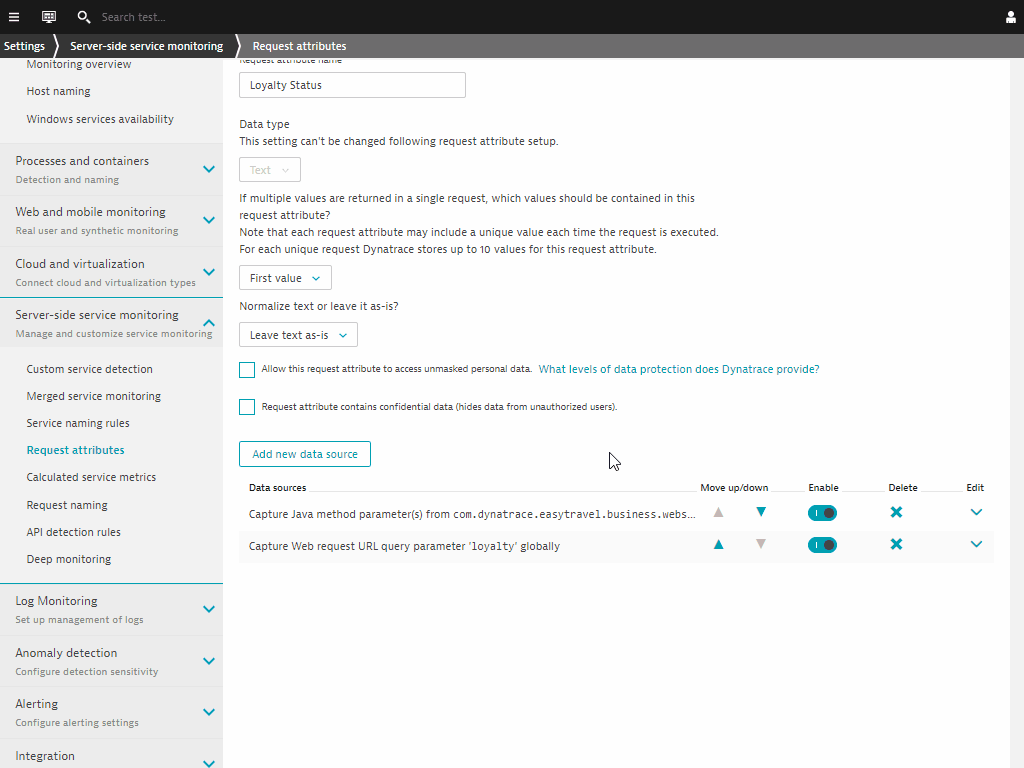 Search test...
Settings
Server-side service monitoring
Request attributes
Monitoring overview
Host naming
Windows services availability
Processes and containers
Detection and naming
Web and mobile monitoring
Real user and synthetic monitoring
Cloud and virtualization
Connect cloud and virtualization types
Server-side service monitoring
Manage and customize service monitoring
Custom service detection
Merged service monitoring
Service naming rules
Request attributes
Calculated service metrics
Request naming
API detection rules
Deep monitoring
Log Monitoring
Set up management of logs
Anomaly detection
Configure detection sensitivity
Alerting
Configure alerting settings
Integration
Request attribute name
Loyalty Status
Data type
This setting can't be changed following request attribute setup.
Text
If multiple values are returned in a single request, which values should be contained in this
request attribute?
Note that each request attribute may include a unique value each time the request is executed.
For each unique request Dynatrace stores up to 10 values for this request attribute.
First value
Normalize text or leave it as-is?
Leave text as-is
Allow this request attribute to access unmasked personal data. What levels of data protection does Dynatrace provide?
Request attribute contains confidential data (hides data from unauthorized users).
Add new data source
Data sources Move up/down Enable Delete Edit
Capture Java method parameter(s) from com.dynatrace.easytravel.business.webs...
Capture Web request URL query parameter 'loyalty' globally